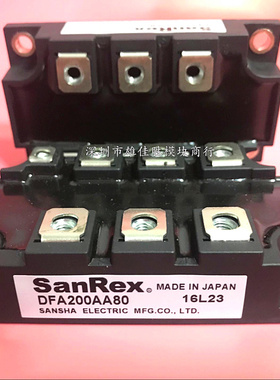 SanRex
深圳市雄佳联模块商行
SanRex® MADE IN JAPAN
DFA200AA80 16L23
SANSHA ELECTRIC MFG.CO., LTD.